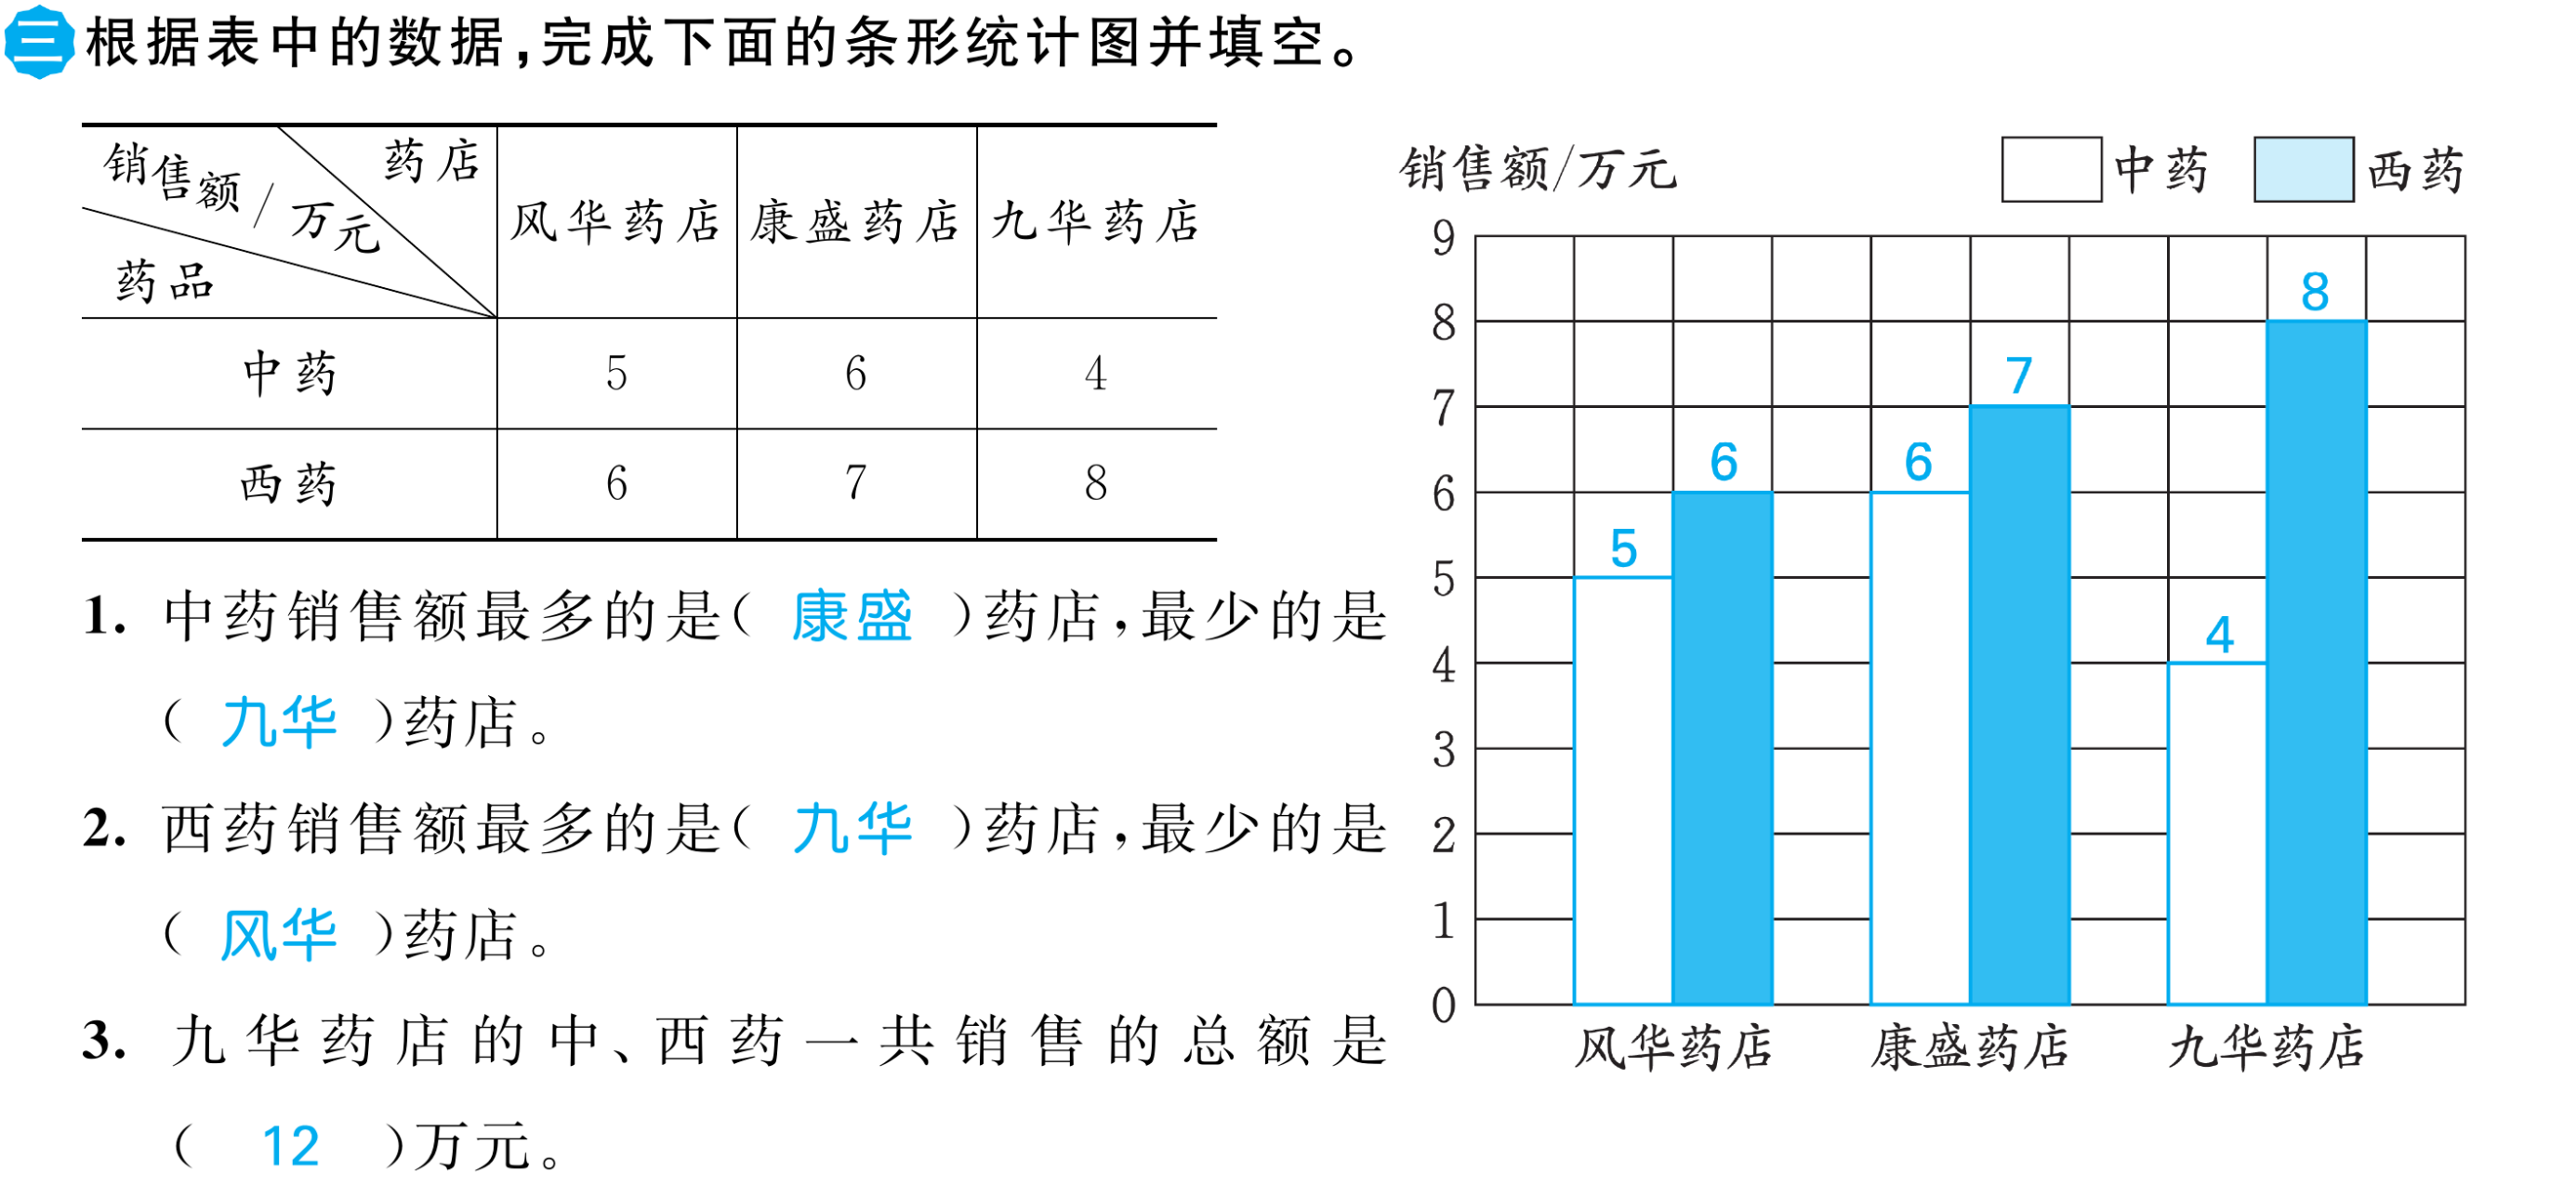 三 根据表中的数据,完成下面的条形统计图并填空。
销售额/万元 药店 药品 风华药店 康盛药店 九华药店
中药 5 6 4
西药 6 7 8
1. 中药销售额最多的是( 康盛 )药店,最少的是
( 九华 )药店。
2. 西药销售额最多的是( 九华 )药店,最少的是
( 风华 )药店。
3. 九华药店的中、西药一共销售的总额是
( 12 )万元。
销售额/万元 中药 西药
9
8 8
7 7
6 6 6
5 5
4 4
3
2
1
0
风华药店 康盛药店 九华药店